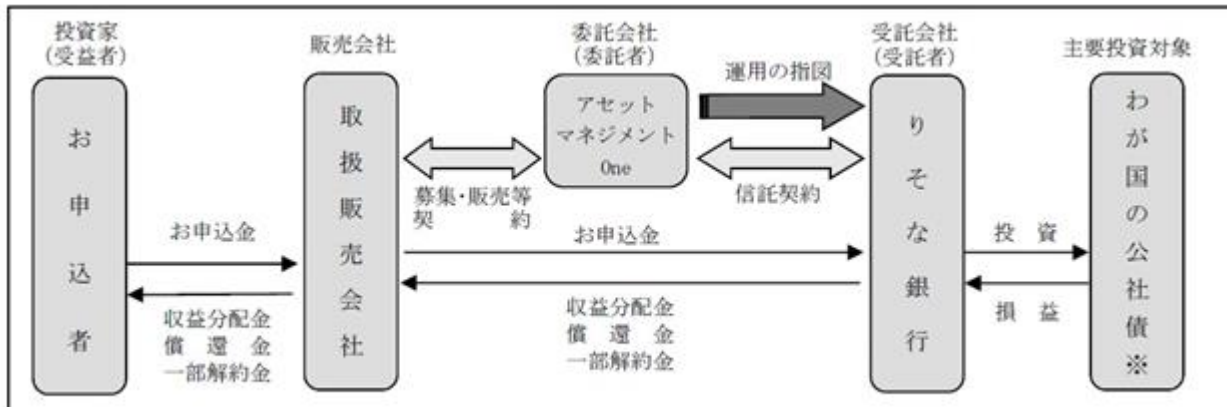 投資家
(受益者)
お申込者
販売会社
取扱販売会社
委託会社
(委託者)
アセット
マネジメント
One
運用の指図
受託会社
(受託者)
りそな銀行
主要投資対象
わが国の公社債※
募集・販売等
契約
信託契約
お申込金
収益分配金
償還金
一部解約金
お申込金
収益分配金
償還金
一部解約金
投資
損益